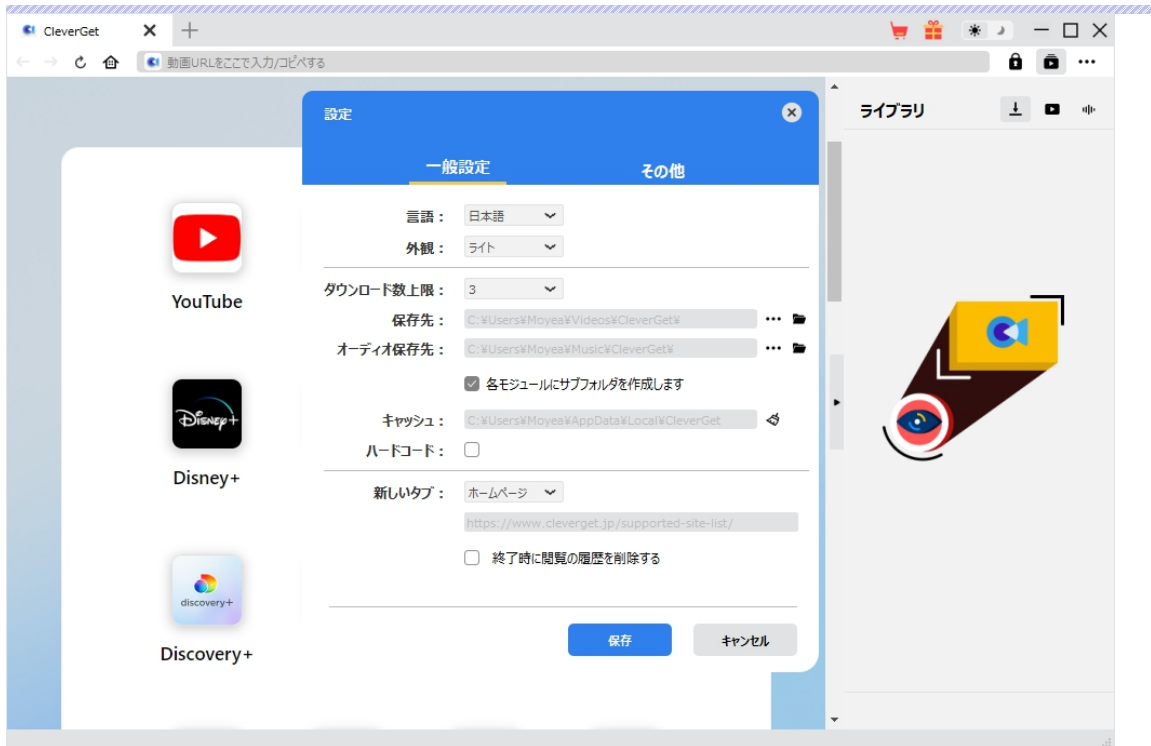 CleverGet
動画URLをここで入力/コピペする
設定
一般設定
その他
言語： 日本語
外観： ライト
ダウンロード数上限： 3
保存先： C:¥Users¥Moyea¥Videos¥CleverGet¥
オーディオ保存先： C:¥Users¥Moyea¥Music¥CleverGet¥
各モジュールにサブフォルダを作成します
キャッシュ： C:¥Users¥Moyea¥AppData¥Local¥CleverGet
ハードコード：
新しいタブ： ホームページ
https://www.cleverget.jp/supported-site-list/
終了時に閲覧の履歴を削除する
保存
キャンセル
YouTube
Disney+
Disney+
discovery+
Discovery+
ライブラリ